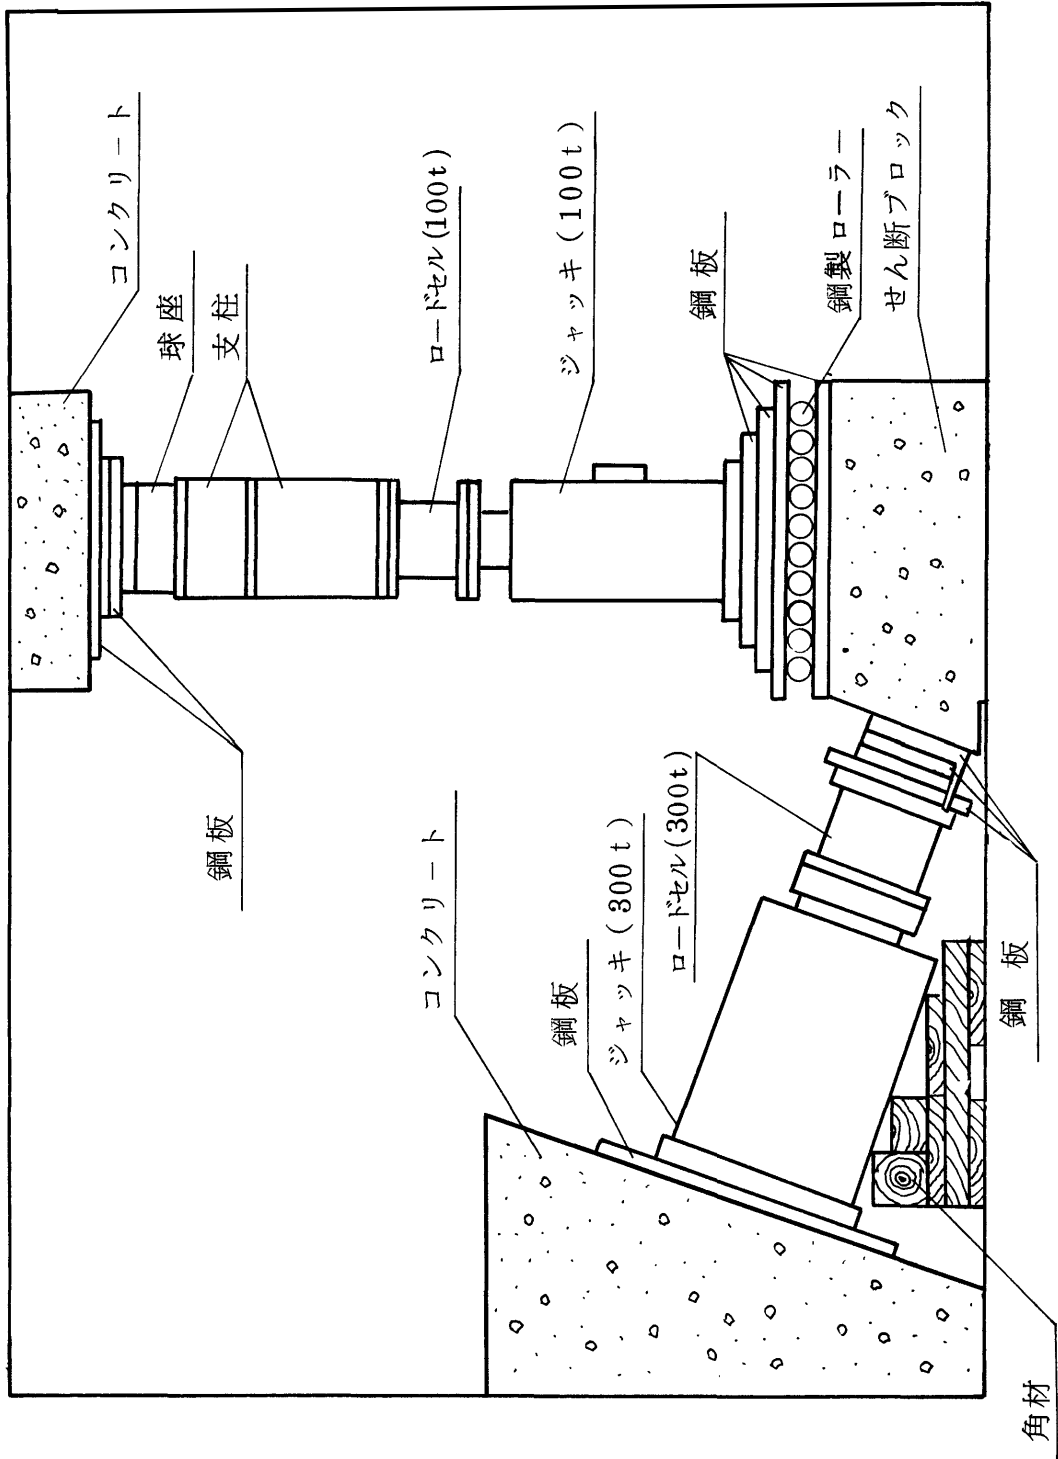 コンクリート
球座
支柱
ロードセル(100t)
ジャッキ(100t)
鋼板
鋼製ローラー
せん断ブロック
鋼板
コンクリート
鋼板
ジャッキ(300t)
ロードセル(300t)
鋼板
角材